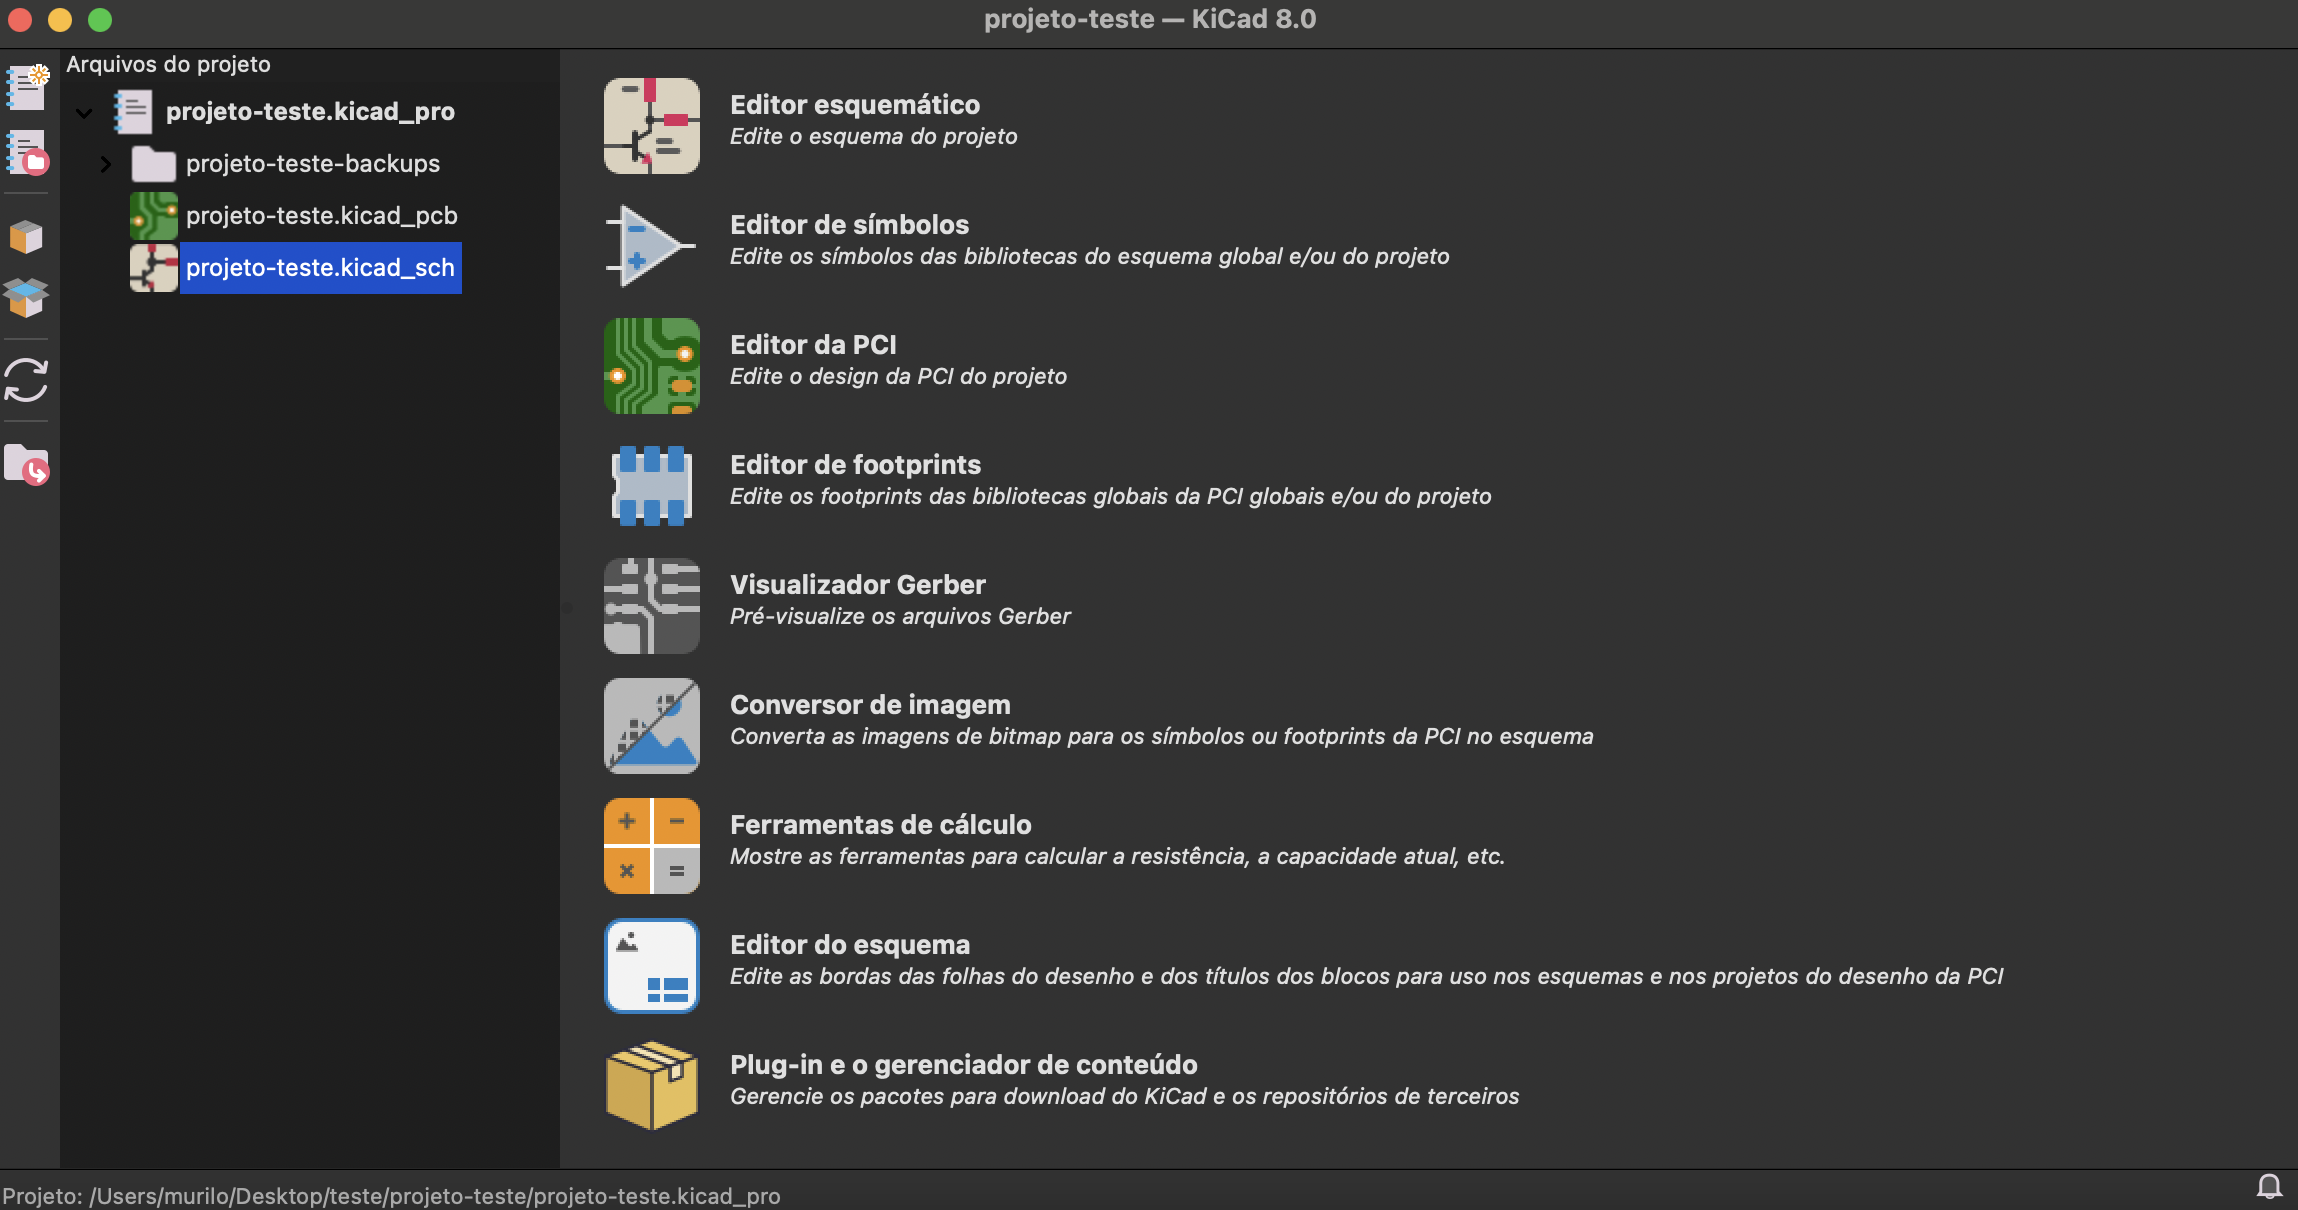 projeto-teste — KiCad 8.0
Arquivos do projeto
projeto-teste.kicad_pro
projeto-teste-backups
projeto-teste.kicad_pcb
projeto-teste.kicad_sch
Editor esquemático
Edite o esquema do projeto
Editor de símbolos
Edite os símbolos das bibliotecas do esquema global e/ou do projeto
Editor da PCI
Edite o design da PCI do projeto
Editor de footprints
Edite os footprints das bibliotecas globais da PCI globais e/ou do projeto
Visualizador Gerber
Pré-visualize os arquivos Gerber
Conversor de imagem
Converta as imagens de bitmap para os símbolos ou footprints da PCI no esquema
Ferramentas de cálculo
Mostre as ferramentas para calcular a resistência, a capacidade atual, etc.
Editor do esquema
Edite as bordas das folhas do desenho e dos títulos dos blocos para uso nos esquemas e nos projetos do desenho da PCI
Plug-in e o gerenciador de conteúdo
Gerencie os pacotes para download do KiCad e os repositórios de terceiros
Projeto: /Users/murilo/Desktop/teste/projeto-teste/projeto-teste.kicad_pro